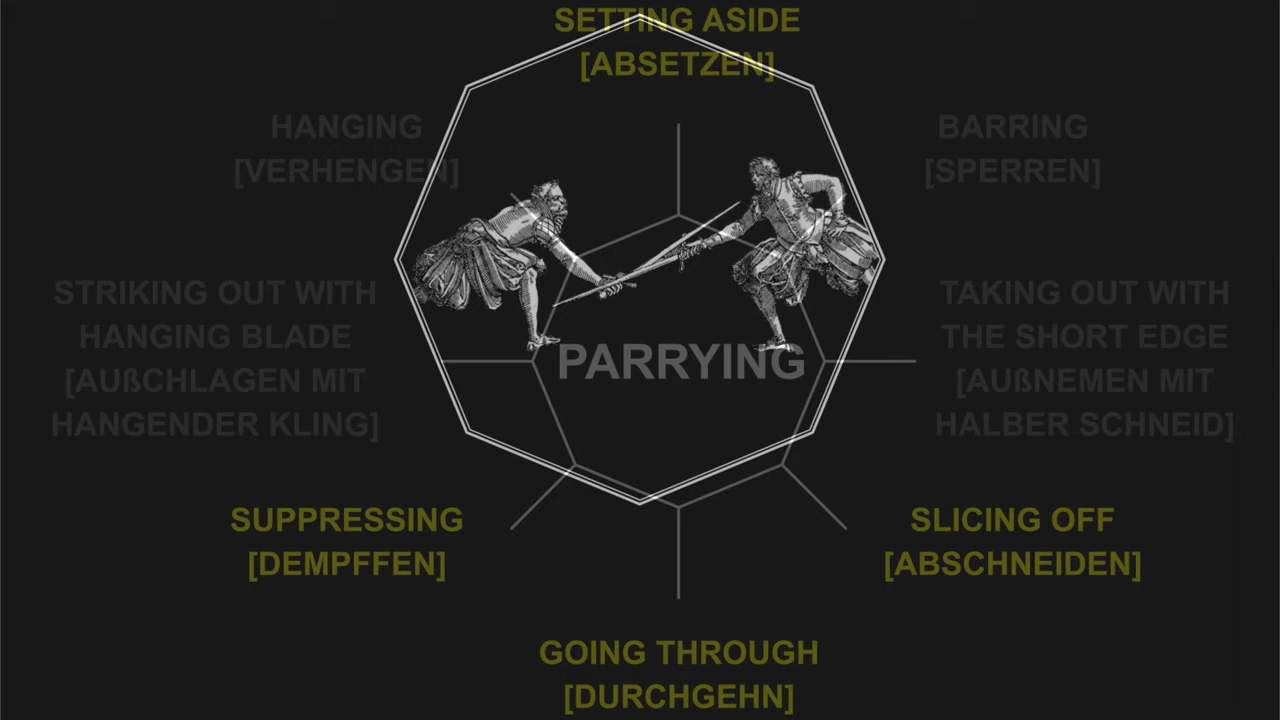 SETTING ASIDE
[ABSETZEN]
HANGING
[VERHENGEN]
BARRING
[SPERREN]
STRIKING OUT WITH
HANGING BLADE
[AUßCHLAGEN MIT
HANGENDER KLING]
PARRYING
TAKING OUT WITH
THE SHORT EDGE
[AUßNEMEN MIT
HALBER SCHNEID]
SUPPRESSING
[DEMPFFEN]
SLICING OFF
[ABSCHNEIDEN]
GOING THROUGH
[DURCHGEHN]